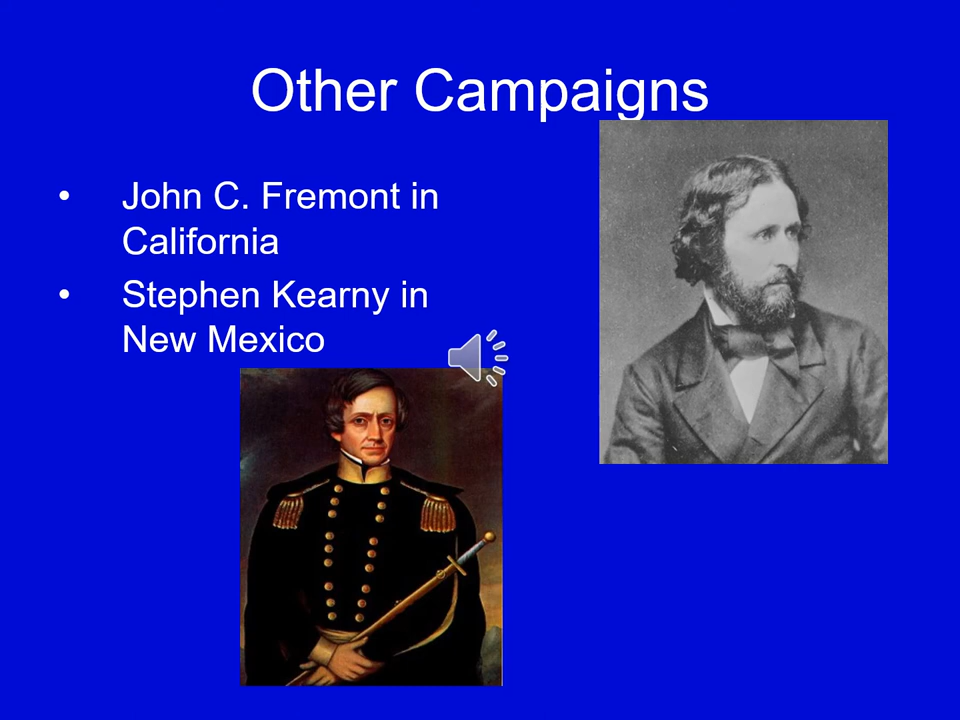 Other Campaigns
• John C. Fremont in
California
• Stephen Kearny in
New Mexico